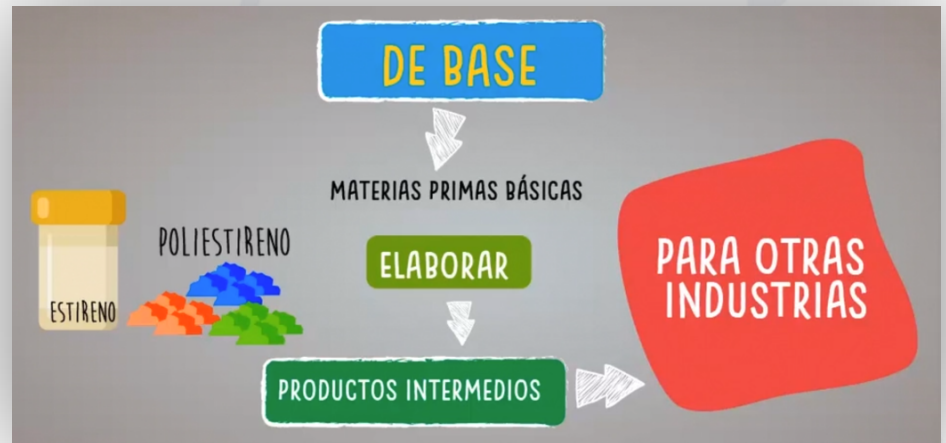 DE BASE
MATERIAS PRIMAS BÁSICAS
POLIESTIRENO
ESTIRENO
ELABORAR
PARA OTRAS
INDUSTRIAS
PRODUCTOS INTERMEDIOS